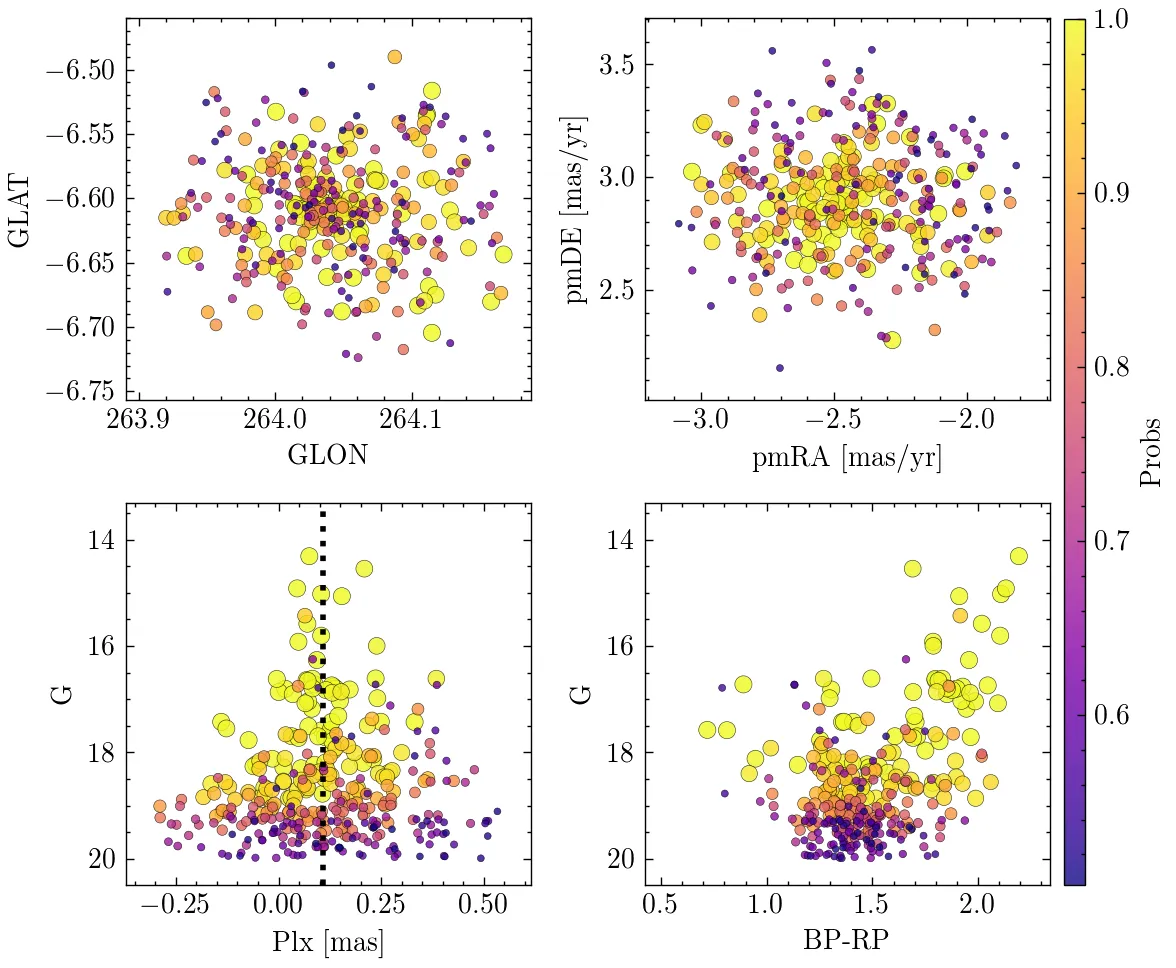 −6.50
−6.55
−6.60
−6.65
−6.70
−6.75
GLAT
263.9 264.0 264.1
GLON
3.5
3.0
2.5
pmDE [mas/yr]
−3.0 −2.5 −2.0
pmRA [mas/yr]
1.0
0.9
0.8
0.7
0.6
Probs
14
16
18
20
G
−0.25 0.00 0.25 0.50
Plx [mas]
14
16
18
20
G
0.5 1.0 1.5 2.0
BP-RP